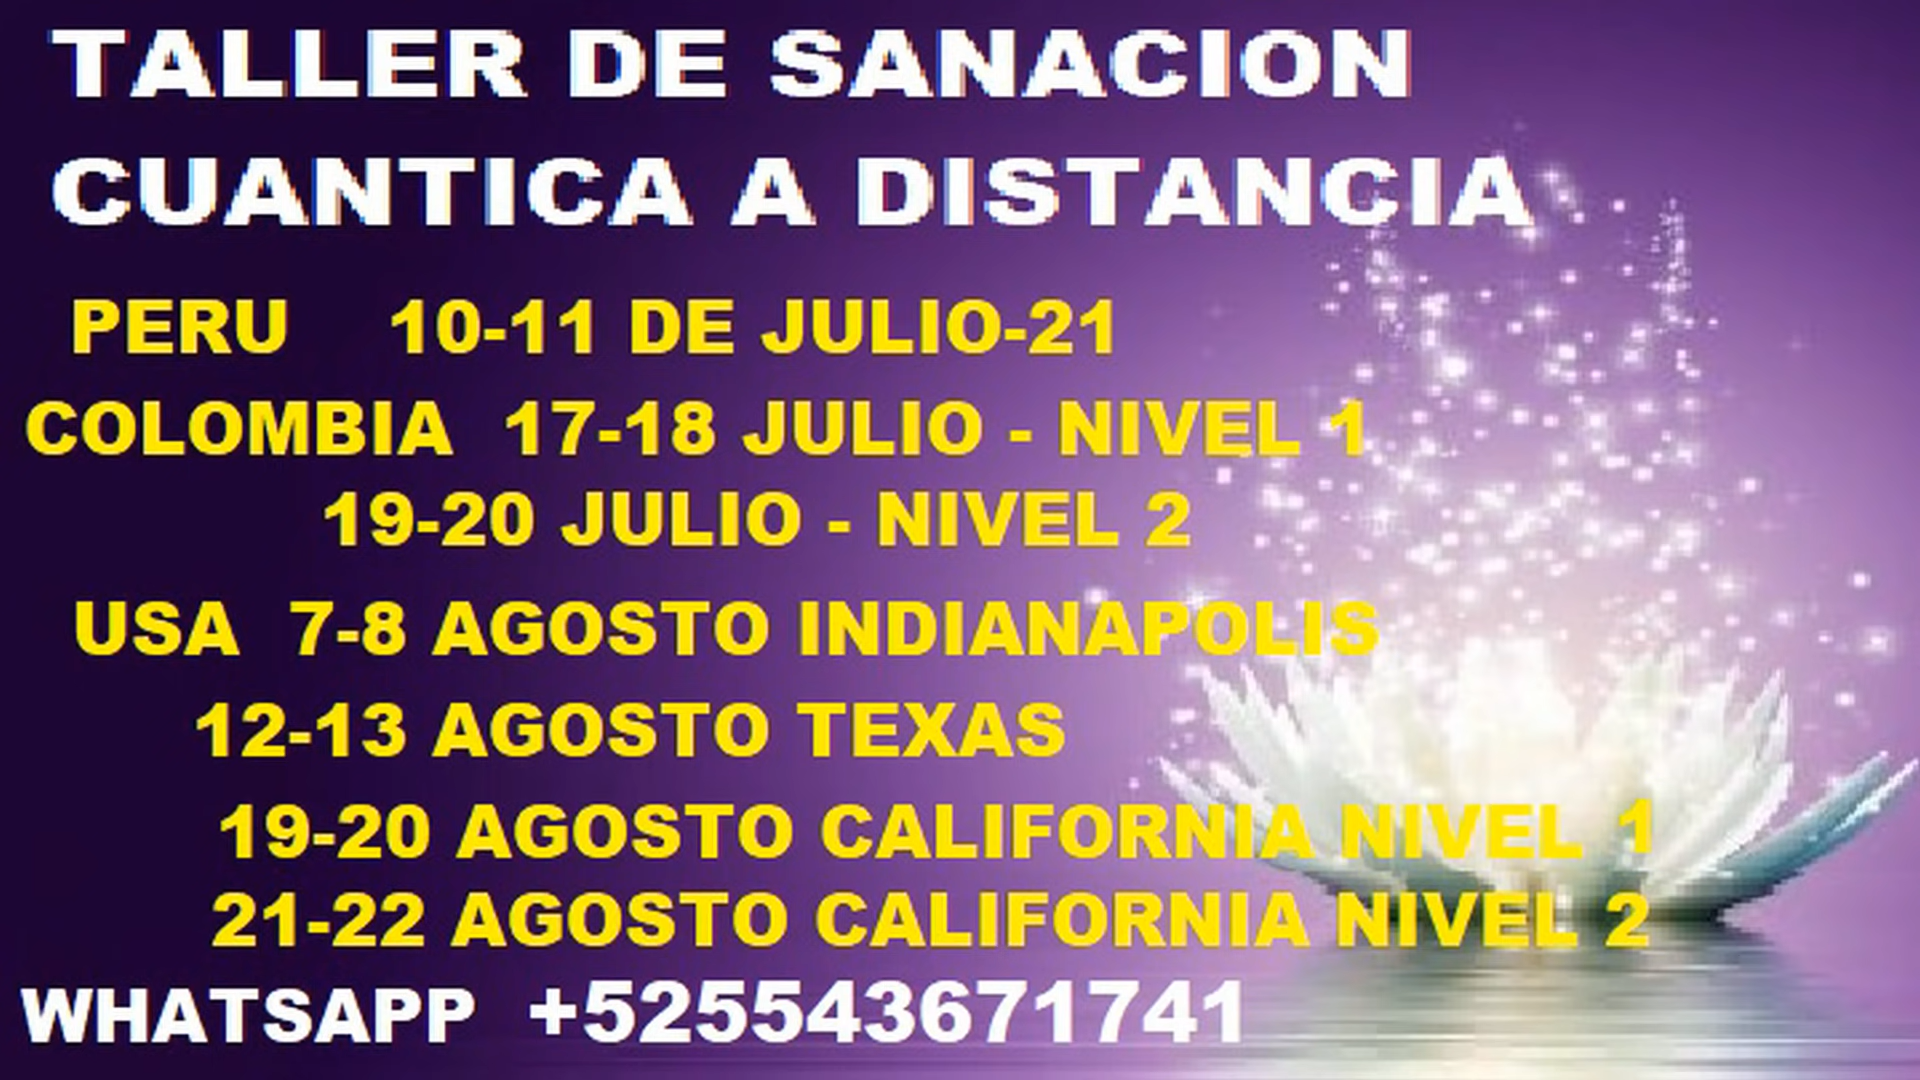 TALLER DE SANACION
CUANTICA A DISTANCIA
PERU 10-11 DE JULIO-21
COLOMBIA 17-18 JULIO - NIVEL 1
19-20 JULIO - NIVEL 2
USA 7-8 AGOSTO INDIANAPOLIS
12-13 AGOSTO TEXAS
19-20 AGOSTO CALIFORNIA NIVEL 1
21-22 AGOSTO CALIFORNIA NIVEL 2
WHATSAPP +525543671741